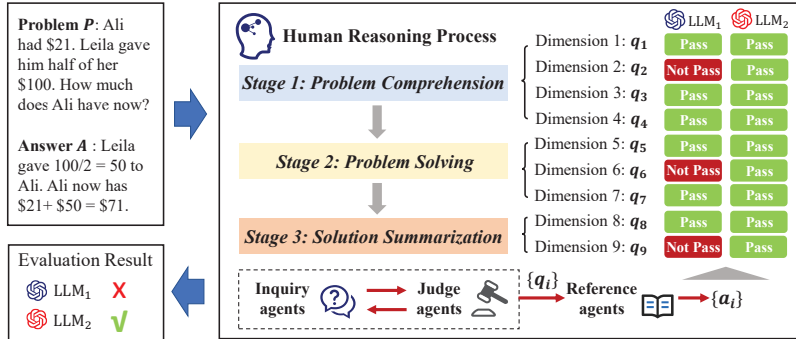 Problem P: Ali
had $21. Leila gave
him half of her
$100. How much
does Ali have now?
Answer A : Leila
gave 100/2 = 50 to
Ali. Ali now has
$21+ $50 = $71.
Evaluation Result
LLM1 X
LLM2 √
Human Reasoning Process
Stage 1: Problem Comprehension
Stage 2: Problem Solving
Stage 3: Solution Summarization
LLM1 LLM2
Dimension 1: q1 Pass Pass
Dimension 2: q2 Not Pass Pass
Dimension 3: q3 Pass Pass
Dimension 4: q4 Pass Pass
Dimension 5: q5 Pass Pass
Dimension 6: q6 Not Pass Pass
Dimension 7: q7 Pass Pass
Dimension 8: q8 Pass Pass
Dimension 9: q9 Not Pass Pass
Inquiry
agents
Judge
agents
{qi}
Reference
agents
{ai}